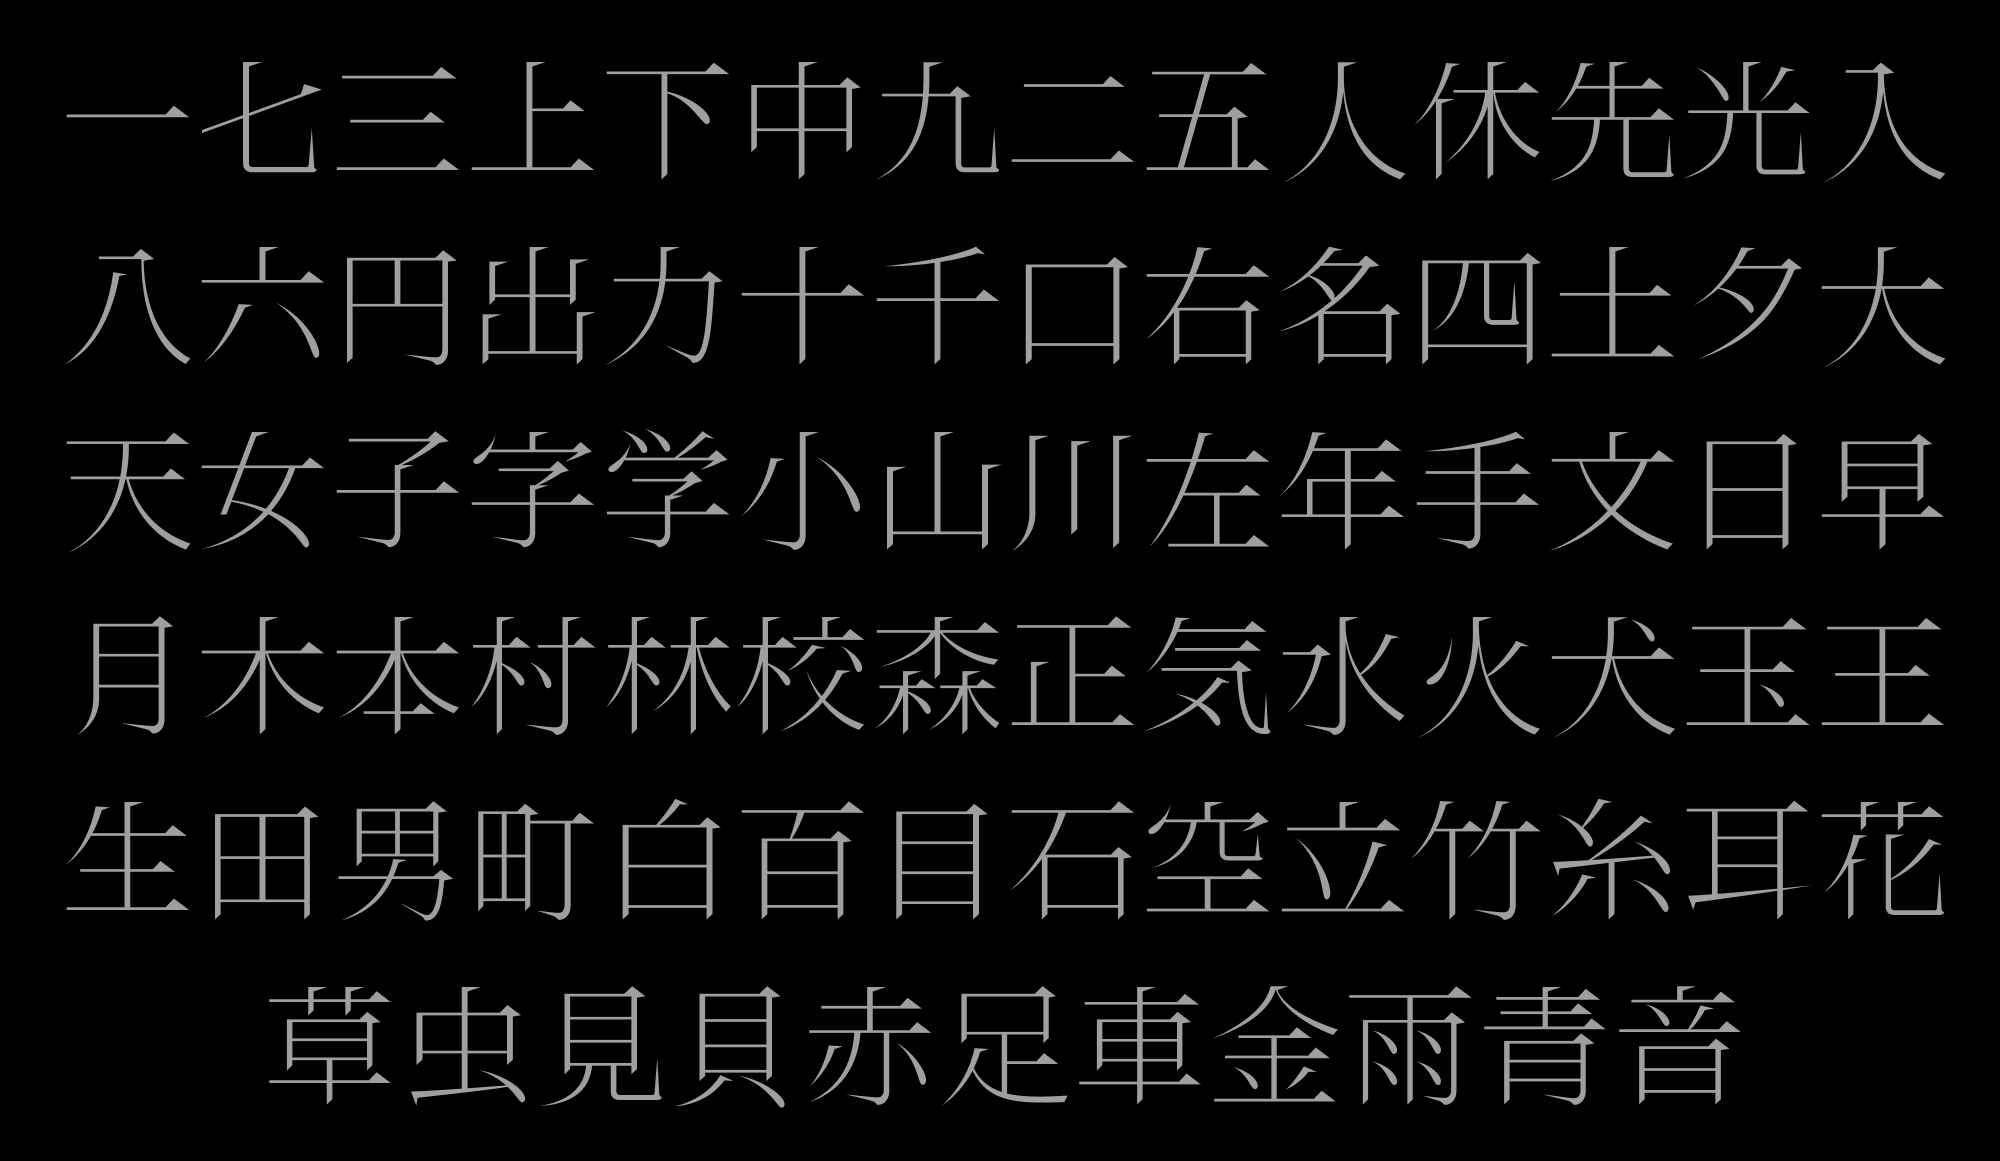 一七三上下中九二五人休先光入
八六円出力十千口右名四土夕大
天女子字学小山川左年手文日早
月木本村林校森正気水火犬玉王
生田男町白百目石空立竹糸耳花
草虫見貝赤足車金雨青音